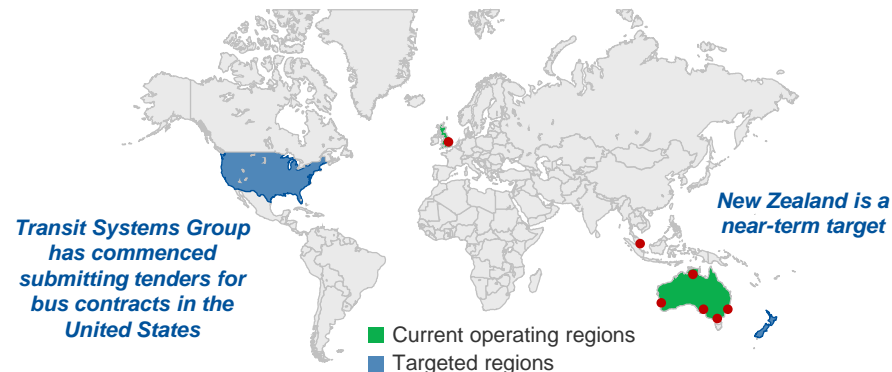 Transit Systems Group
has commenced
submitting tenders for
bus contracts in the
United States
New Zealand is a
near-term target
Current operating regions
Targeted regions